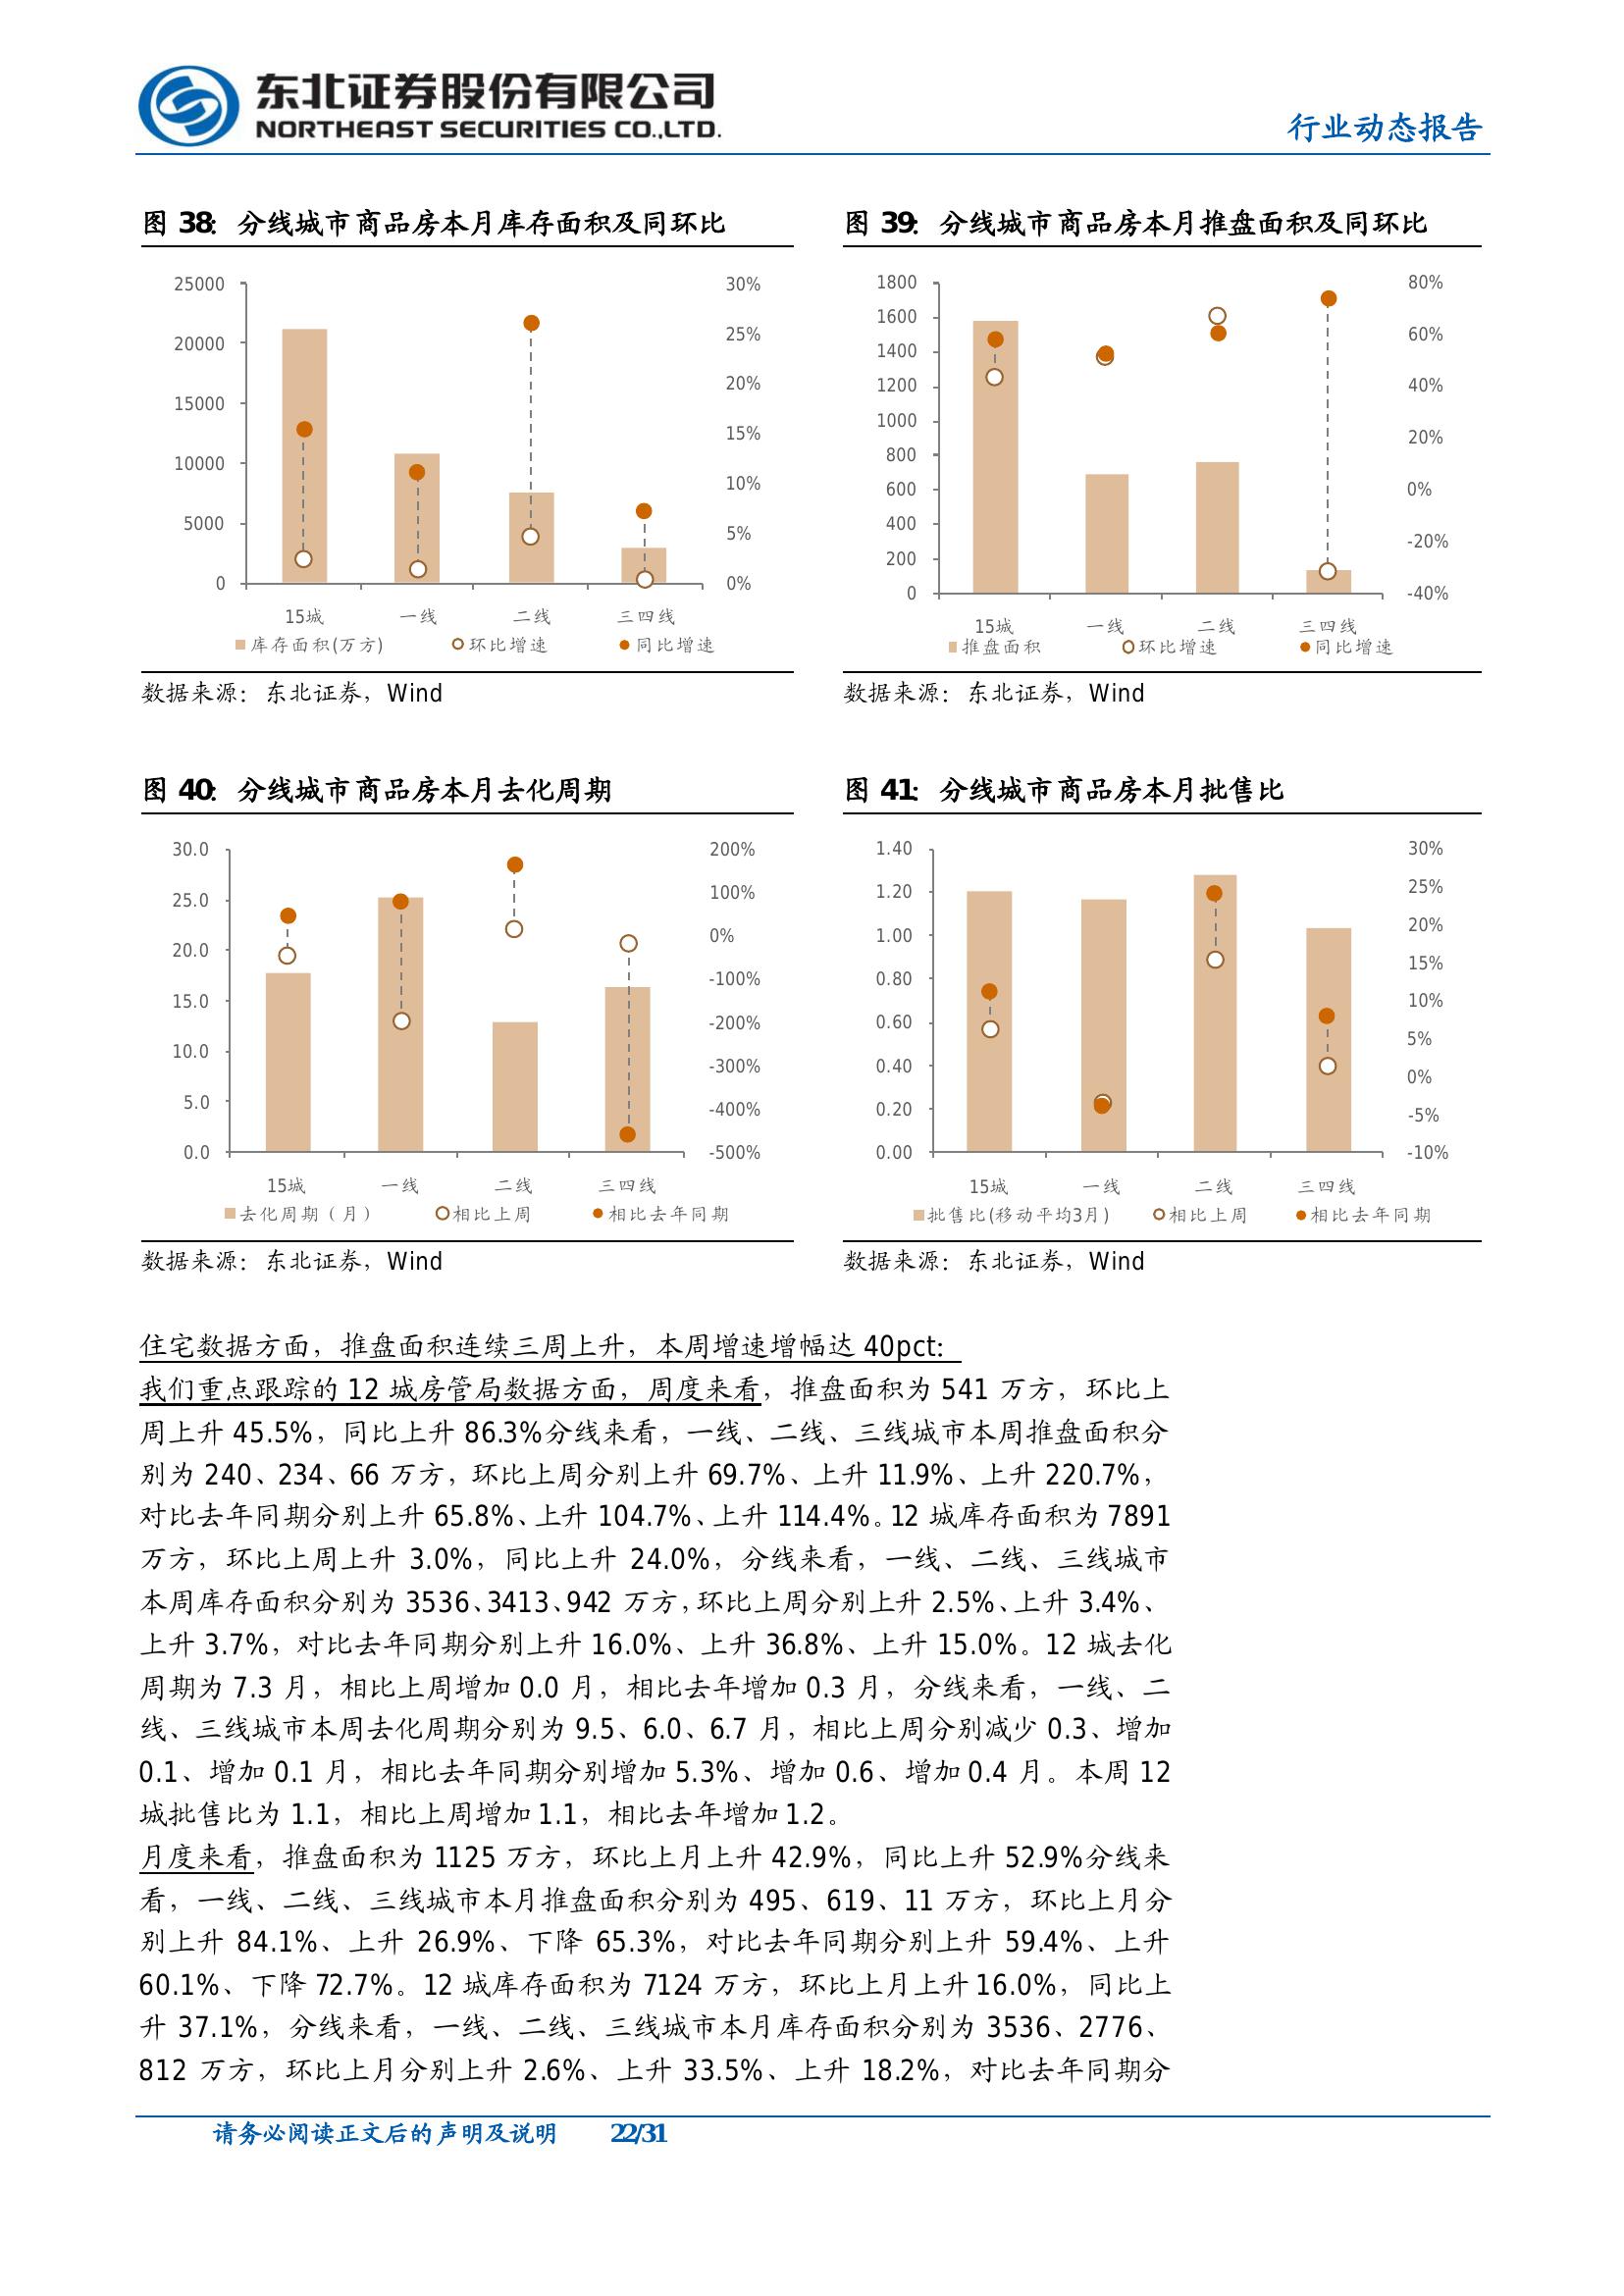 东北证券股份有限公司
NORTHEAST SECURITIES CO.,LTD.
行业动态报告
图 38：分线城市商品房本月库存面积及同环比
25000
20000
15000
10000
5000
0
30%
25%
20%
15%
10%
5%
0%
15城 一线 二线 三四线
库存面积(万方) 环比增速 同比增速
数据来源：东北证券，Wind
图 39：分线城市商品房本月推盘面积及同环比
1800
1600
1400
1200
1000
800
600
400
200
0
80%
60%
40%
20%
0%
-20%
-40%
15城 一线 二线 三四线
推盘面积 环比增速 同比增速
数据来源：东北证券，Wind
图 40：分线城市商品房本月去化周期
30.0
25.0
20.0
15.0
10.0
5.0
0.0
200%
100%
0%
-100%
-200%
-300%
-400%
-500%
15城 一线 二线 三四线
去化周期（月） 相比上周 相比去年同期
数据来源：东北证券，Wind
图 41：分线城市商品房本月批售比
1.40
1.20
1.00
0.80
0.60
0.40
0.20
0.00
30%
25%
20%
15%
10%
5%
0%
-5%
-10%
15城 一线 二线 三四线
批售比(移动平均3月) 相比上周 相比去年同期
数据来源：东北证券，Wind
住宅数据方面，推盘面积连续三周上升，本周增速增幅达 40pct:
我们重点跟踪的 12 城房管局数据方面，周度来看，推盘面积为 541 万方，环比上
周上升 45.5%，同比上升 86.3%分线来看，一线、二线、三线城市本周推盘面积分
别为 240、234、66 万方，环比上周分别上升 69.7%、上升 11.9%、上升 220.7%，
对比去年同期分别上升 65.8%、上升 104.7%、上升 114.4%。12 城库存面积为 7891
万方，环比上周上升 3.0%，同比上升 24.0%，分线来看，一线、二线、三线城市
本周库存面积分别为 3536、3413、942 万方，环比上周分别上升 2.5%、上升 3.4%、
上升 3.7%，对比去年同期分别上升 16.0%、上升 36.8%、上升 15.0%。12 城去化
周期为 7.3 月，相比上周增加 0.0 月，相比去年增加 0.3 月，分线来看，一线、二
线、三线城市本周去化周期分别为 9.5、6.0、6.7 月，相比上周分别减少 0.3、增加
0.1、增加 0.1 月，相比去年同期分别增加 5.3%、增加 0.6、增加 0.4 月。本周 12
城批售比为 1.1，相比上周增加 1.1，相比去年增加 1.2。
月度来看，推盘面积为 1125 万方，环比上月上升 42.9%，同比上升 52.9%分线来
看，一线、二线、三线城市本月推盘面积分别为 495、619、11 万方，环比上月分
别上升 84.1%、上升 26.9%、下降 65.3%，对比去年同期分别上升 59.4%、上升
60.1%、下降 72.7%。12 城库存面积为 7124 万方，环比上月上升 16.0%，同比上
升 37.1%，分线来看，一线、二线、三线城市本月库存面积分别为 3536、2776、
812 万方，环比上月分别上升 2.6%、上升 33.5%、上升 18.2%，对比去年同期分
请务必阅读正文后的声明及说明 22/31